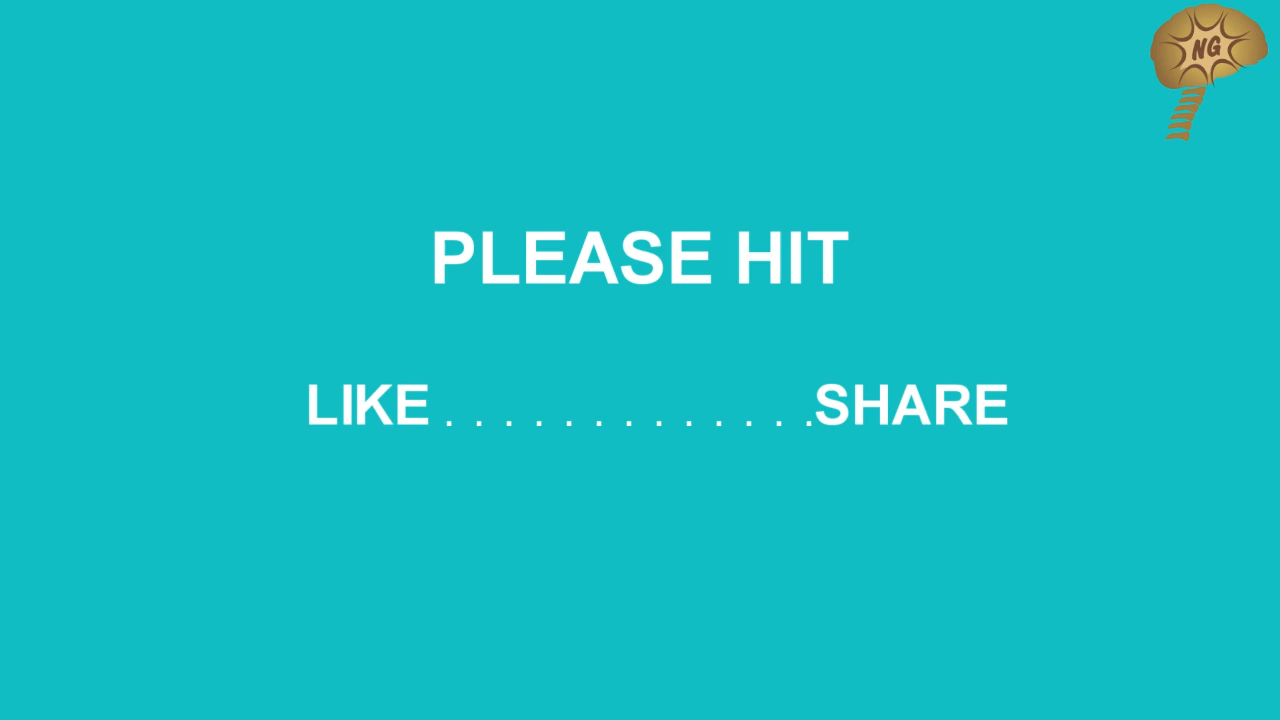 NG
PLEASE HIT
LIKE . . . . . . . . . . . . .SHARE